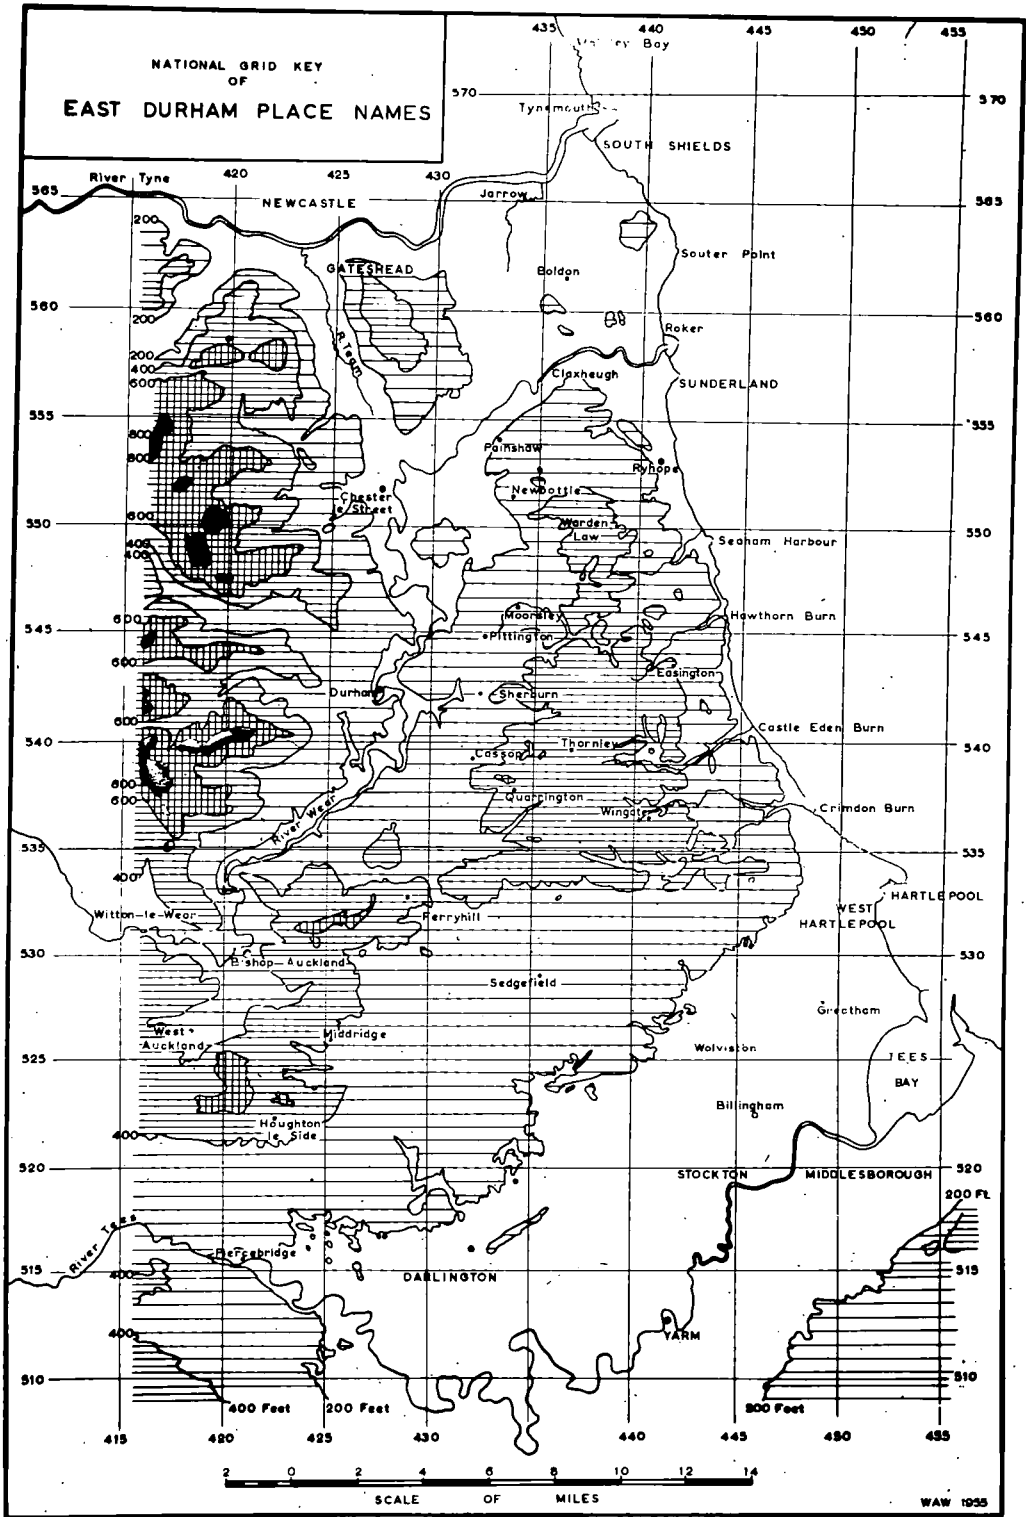 NATIONAL GRID KEY
OF
EAST DURHAM PLACE NAMES
435
440
445
450
455
Bay
570
570
Tynemouth
SOUTH SHIELDS
River Tyne
420
425
430
565
NEWCASTLE
Jarrow
565
200
Souter Point
GATESHEAD
Boldon
560
200
560
R. Team
Roker
200
400
600
Claxheugh
SUNDERLAND
555
555
800
800
Painshaw
Ryhope
Chester
le Street
Newbottle
550
600
Warden
Law
550
400
400
Seaham Harbour
600
Moorsley
Hawthorn Burn
545
Pittington
545
600
Easington
Durham
Sherburn
600
Castle Eden Burn
540
Thornley
540
Cassop
600
600
Quarrington
Wingate
Crimdon Burn
River Wear
535
535
400
HARTLEPOOL
Witton-le-Wear
Ferryhill
WEST
HARTLEPOOL
530
Bishop-Auckland
530
Sedgefield
West
Auckland
Middridge
Greatham
525
Wolviston
525
TEES
BAY
Billingham
Houghton
le Side
400
520
STOCKTON
MIDDLESBOROUGH
520
200 Ft
River Tees
Piercebridge
515
400
DARLINGTON
515
400
YARM
510
510
400 Feet
200 Feet
200 Feet
415
420
425
430
440
445
450
455
2
0
2
4
6
8
10
12
14
SCALE OF MILES
WAW 1955